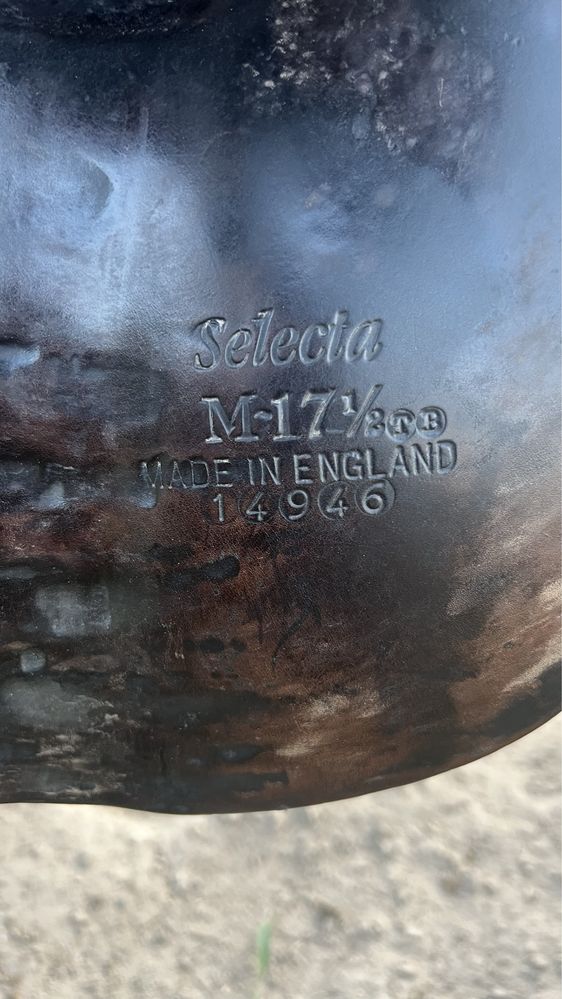 Selecta
M-17½ T E
MADE IN ENGLAND
14946